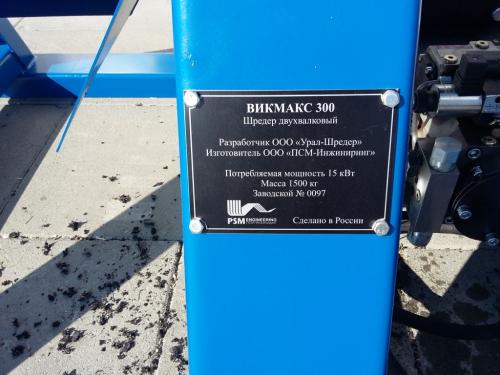 ВИКМАКС 300
Шредер двухвалковый
Разработчик ООО «Урал-Шредер»
Изготовитель ООО «ПСМ-Инжиниринг»
Потребляемая мощность 15 кВт
Масса 1500 кг
Заводской № 0097
PSM ENGINEERING
Сделано в России